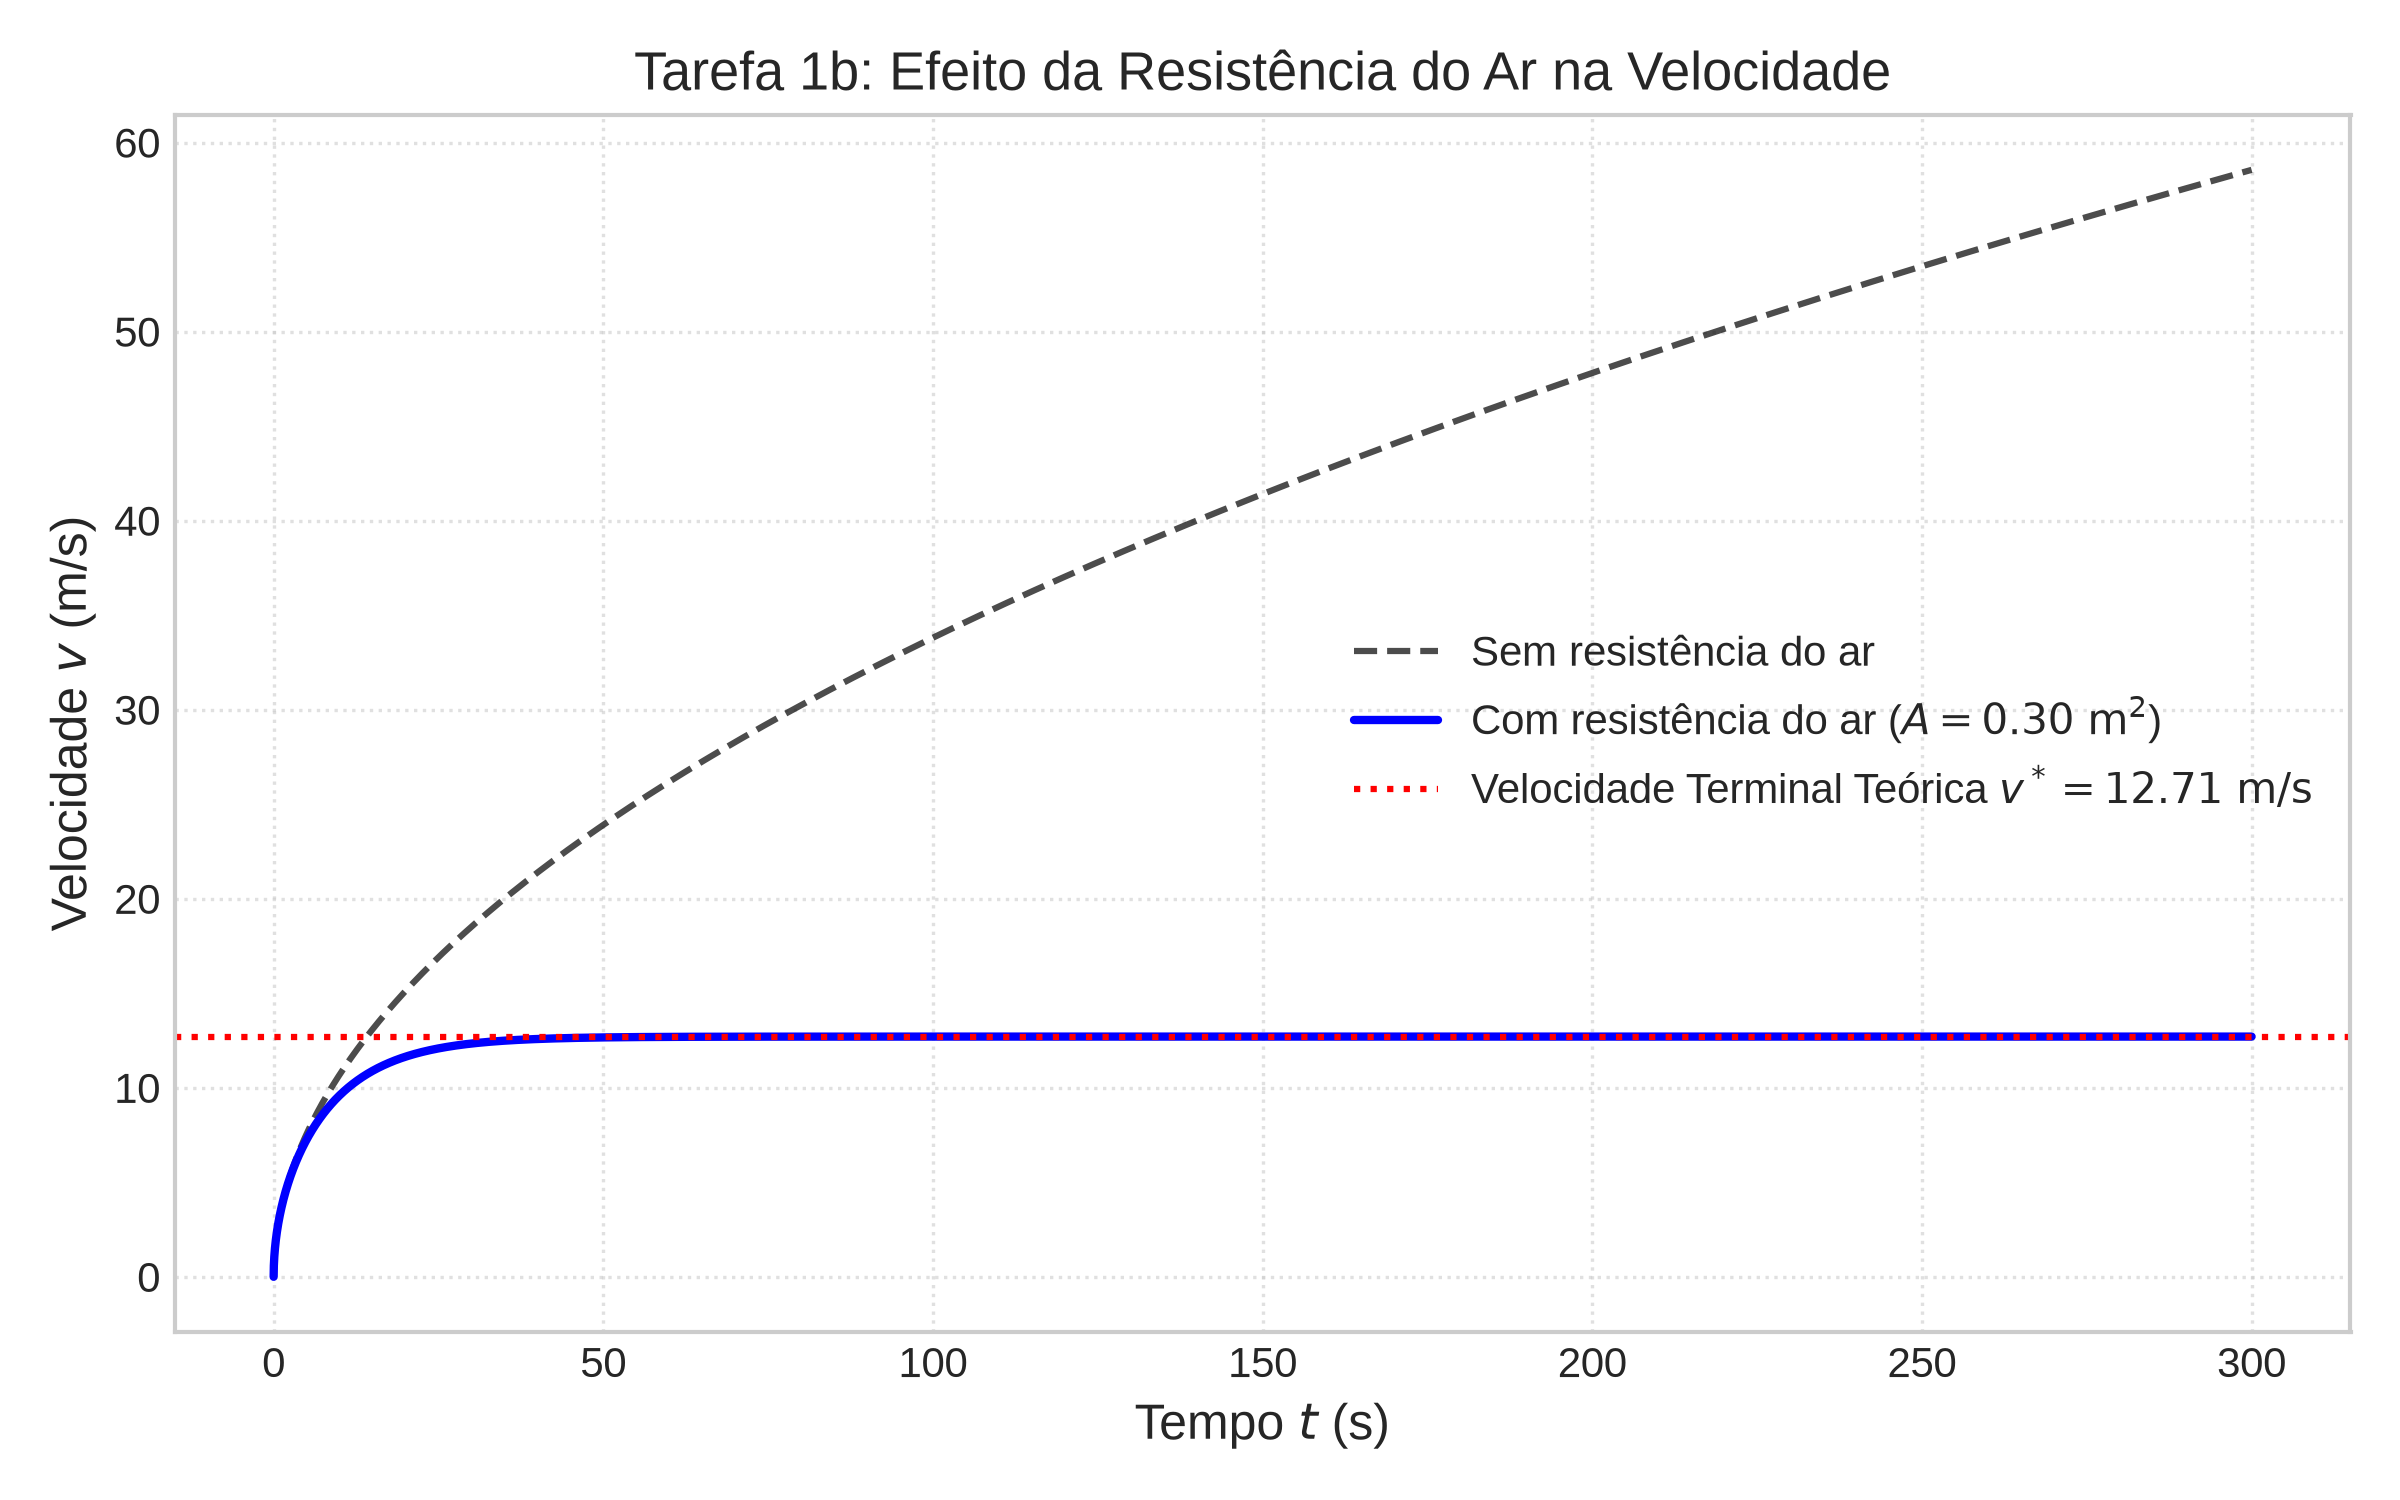 Tarefa 1b: Efeito da Resistência do Ar na Velocidade
60
50
40
30
20
10
0
Velocidade v (m/s)
Sem resistência do ar
Com resistência do ar (A = 0.30 m²)
Velocidade Terminal Teórica v* = 12.71 m/s
0 50 100 150 200 250 300
Tempo t (s)